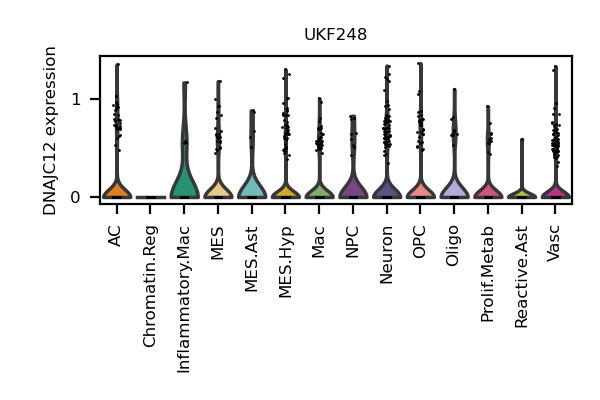 UKF248
DNAJC12 expression
1
0
AC
Chromatin.Reg
Inflammatory.Mac
MES
MES.Ast
MES.Hyp
Mac
NPC
Neuron
OPC
Oligo
Prolif.Metab
Reactive.Ast
Vasc